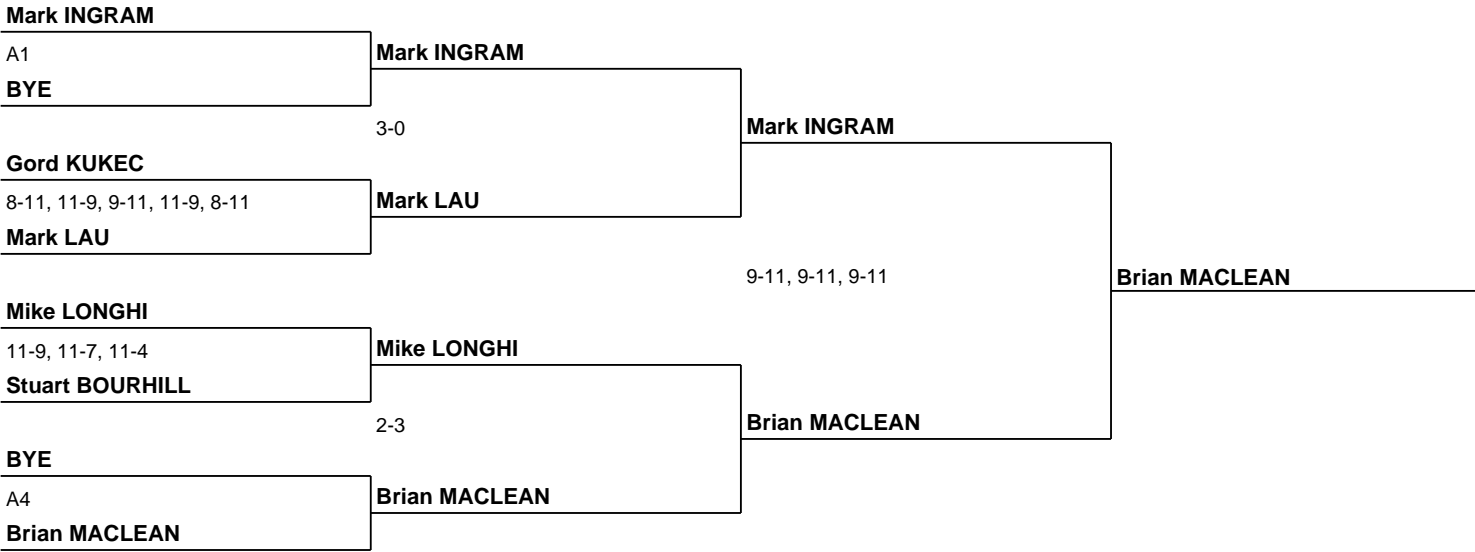 Mark INGRAM
A1
BYE
Gord KUKEC
8-11, 11-9, 9-11, 11-9, 8-11
Mark LAU
Mike LONGHI
11-9, 11-7, 11-4
Stuart BOURHILL
BYE
A4
Brian MACLEAN
Mark INGRAM
3-0
Mark LAU
Mike LONGHI
2-3
Brian MACLEAN
Mark INGRAM
9-11, 9-11, 9-11
Brian MACLEAN
Brian MACLEAN